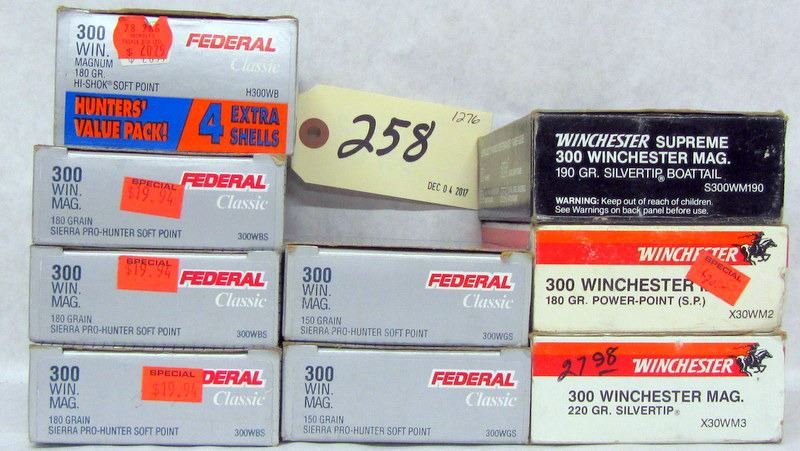 300
WIN.
MAGNUM
180 GR.
HI-SHOK® SOFT POINT
FEDERAL
Classic
H300WB
HUNTERS'
VALUE PACK!
4 EXTRA
SHELLS
258
1276
DEC 04 2017
WINCHESTER SUPREME
300 WINCHESTER MAG.
190 GR. SILVERTIP® BOATTAIL
S300WM190
WARNING: Keep out of reach of children.
See Warnings on back panel before use.
300
WIN.
MAG.
SPECIAL
$19.94
FEDERAL
Classic
180 GRAIN
SIERRA PRO-HUNTER SOFT POINT
300WBS
300
WIN.
MAG.
SPECIAL
$19.94
FEDERAL
Classic
180 GRAIN
SIERRA PRO-HUNTER SOFT POINT
300WBS
300
WIN.
MAG.
FEDERAL
Classic
150 GRAIN
SIERRA PRO-HUNTER SOFT POINT
300WGS
WINCHESTER
SPECIAL
300 WINCHESTER
180 GR. POWER-POINT (S.P.)
X30WM2
300
WIN.
MAG.
SPECIAL
$19.94
FEDERAL
Classic
180 GRAIN
SIERRA PRO-HUNTER SOFT POINT
300WBS
300
WIN.
MAG.
FEDERAL
Classic
150 GRAIN
SIERRA PRO-HUNTER SOFT POINT
300WGS
2798
WINCHESTER
300 WINCHESTER MAG.
220 GR. SILVERTIP®
X30WM3